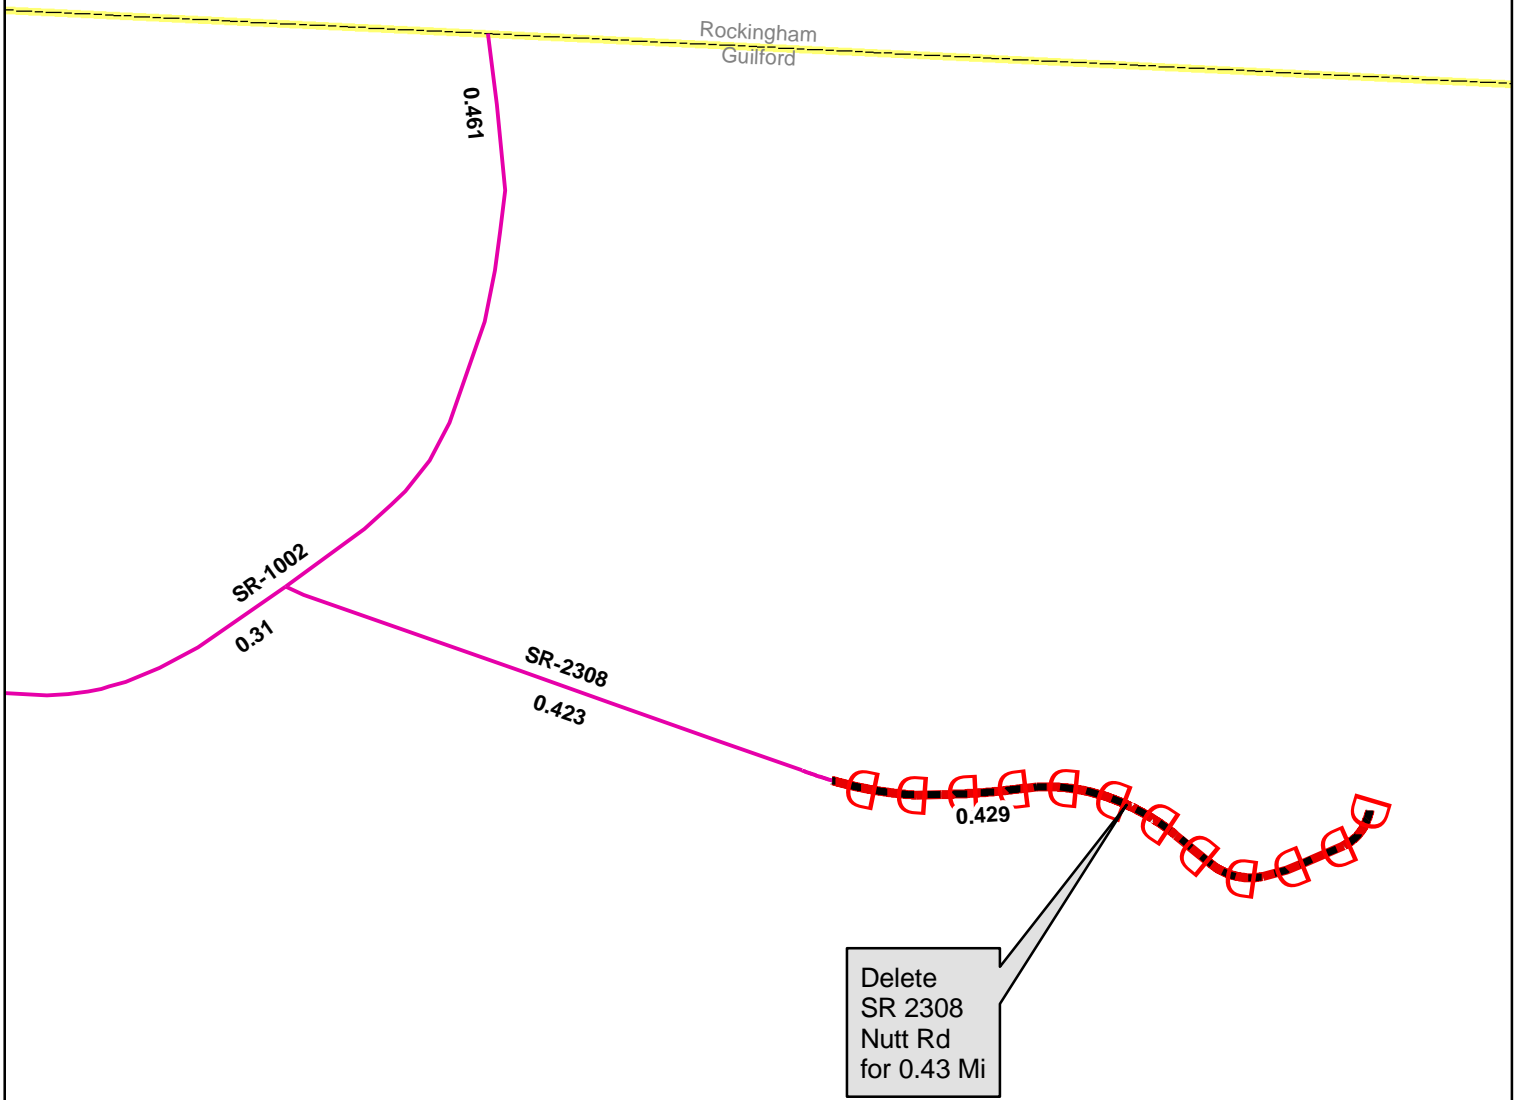 Rockingham
Guilford
0.461
SR-1002
0.31
SR-2308
0.423
0.429
Delete
SR 2308
Nutt Rd
for 0.43 Mi